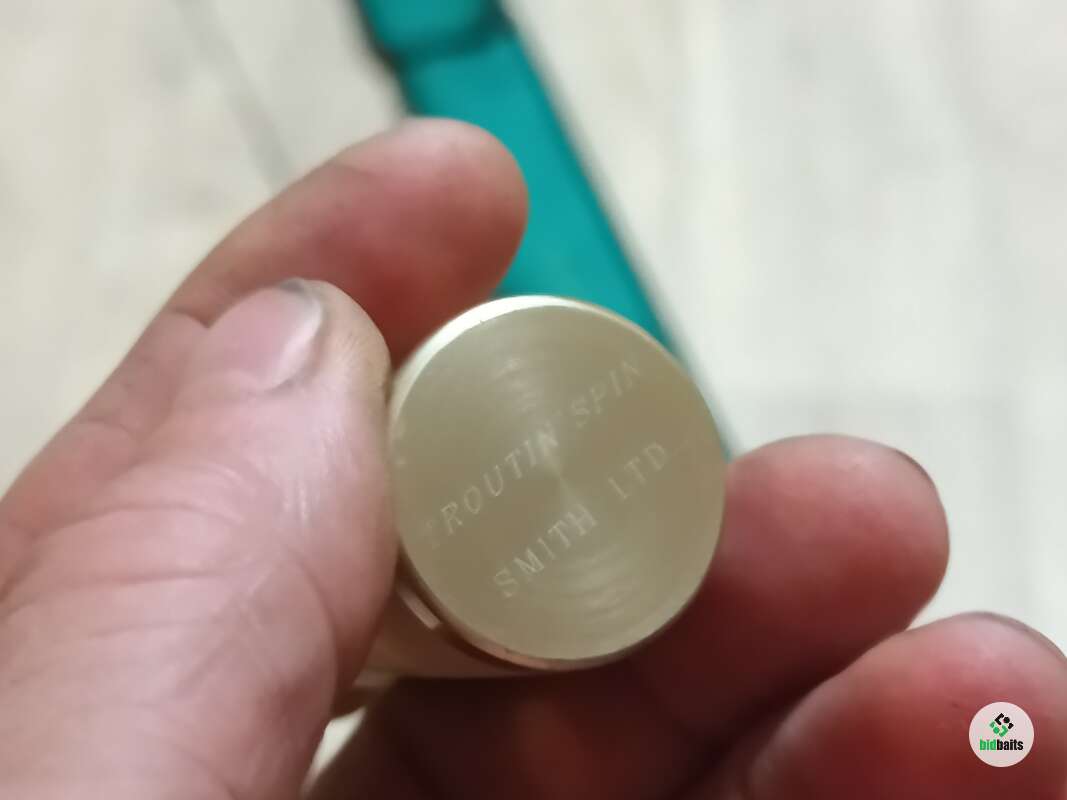 TROUTIN' SPIN
SMITH LTD
bidbaits